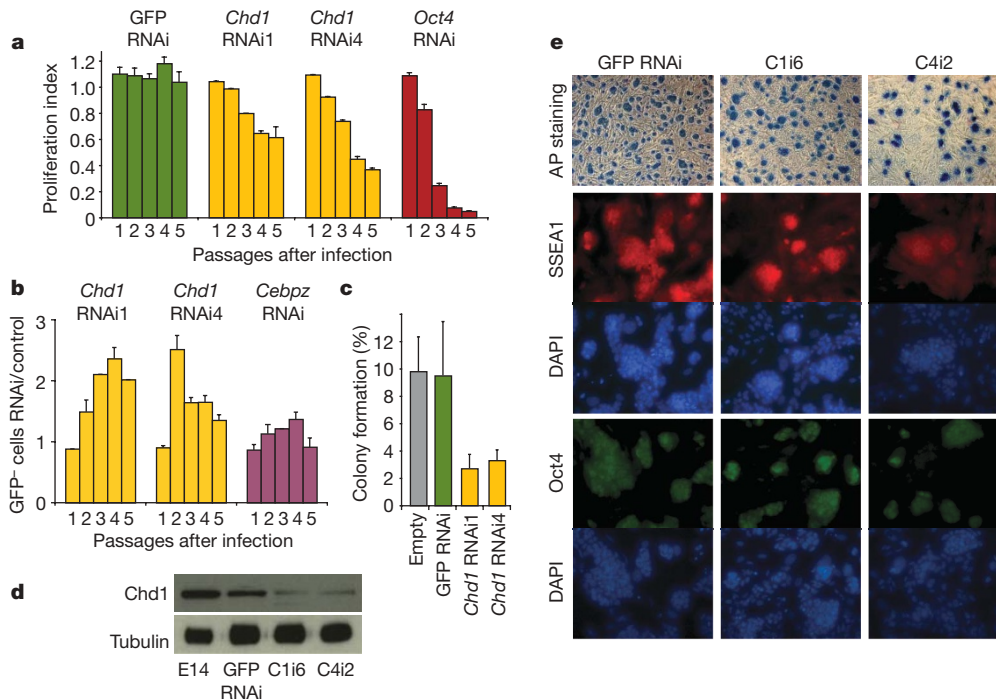 a
GFP RNAi
Chd1 RNAi1
Chd1 RNAi4
Oct4 RNAi
Proliferation index
1.2
1.0
0.8
0.6
0.4
0.2
0
1 2 3 4 5
1 2 3 4 5
1 2 3 4 5
1 2 3 4 5
Passages after infection
b
Chd1 RNAi1
Chd1 RNAi4
Cebpz RNAi
GFP⁻ cells RNAi/control
3
2
1
0
1 2 3 4 5
1 2 3 4 5
1 2 3 4 5
Passages after infection
c
Colony formation (%)
14
12
10
8
6
4
2
0
Empty
GFP RNAi
Chd1 RNAi1
Chd1 RNAi4
d
Chd1
Tubulin
E14
GFP RNAi
C1i6
C4i2
e
GFP RNAi
C1i6
C4i2
AP staining
SSEA1
DAPI
Oct4
DAPI